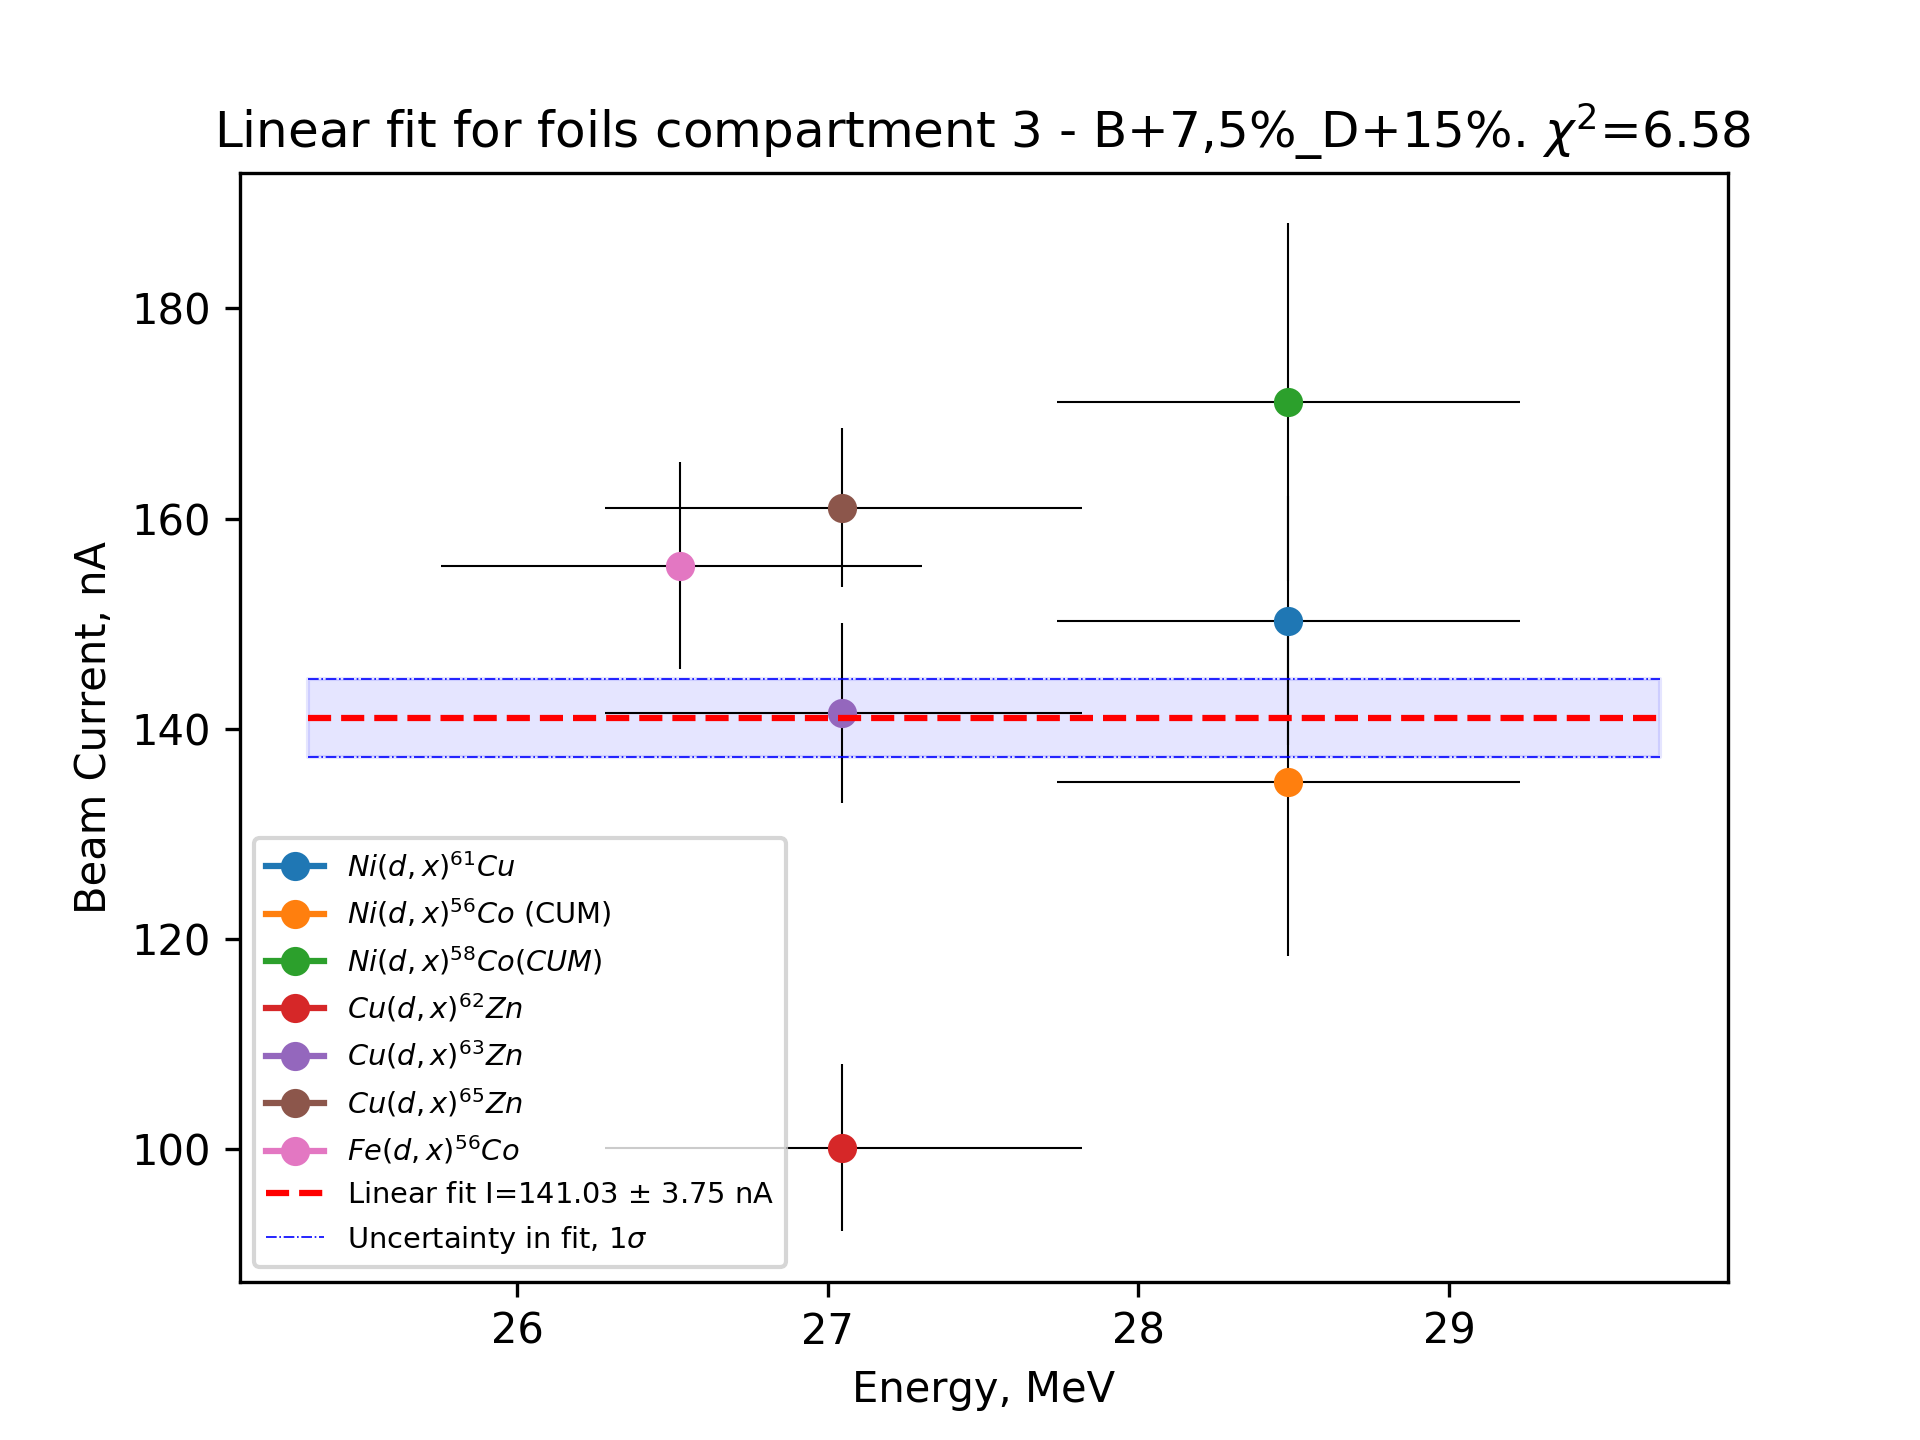 Linear fit for foils compartment 3 - B+7,5%_D+15%. χ²=6.58
180
160
140
120
100
Beam Current, nA
Ni(d,x)⁶¹Cu
Ni(d,x)⁵⁶Co (CUM)
Ni(d,x)⁵⁸Co(CUM)
Cu(d,x)⁶²Zn
Cu(d,x)⁶³Zn
Cu(d,x)⁶⁵Zn
Fe(d,x)⁵⁶Co
Linear fit I=141.03 ± 3.75 nA
Uncertainty in fit, 1σ
26 27 28 29
Energy, MeV